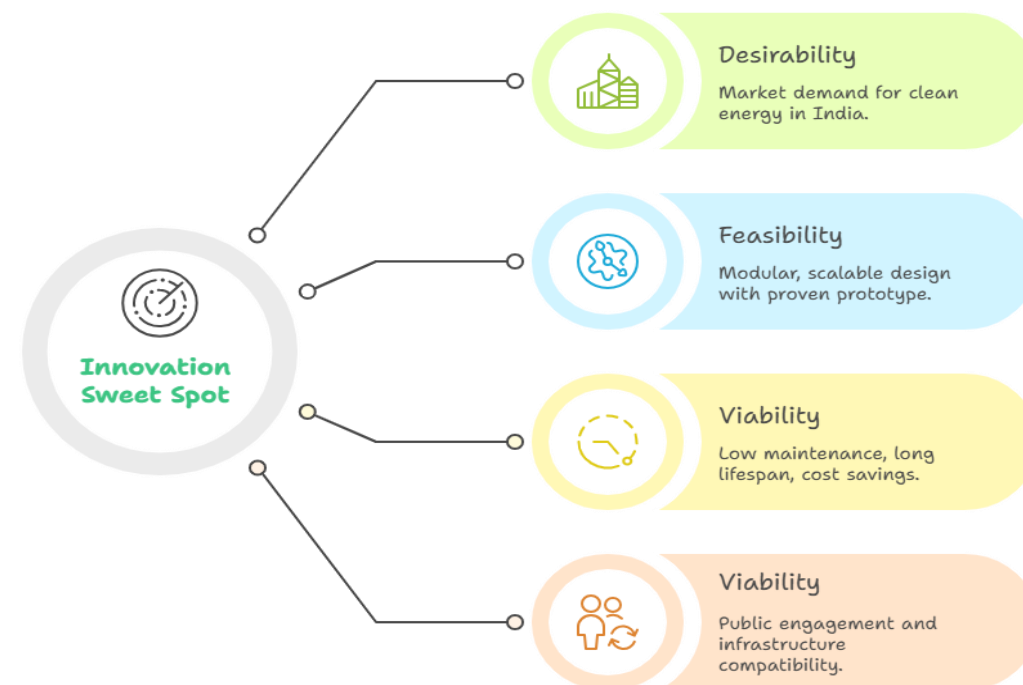 Innovation
Sweet Spot
Desirability
Market demand for clean
energy in India.
Feasibility
Modular, scalable design
with proven prototype.
Viability
Low maintenance, long
lifespan, cost savings.
Viability
Public engagement and
infrastructure
compatibility.